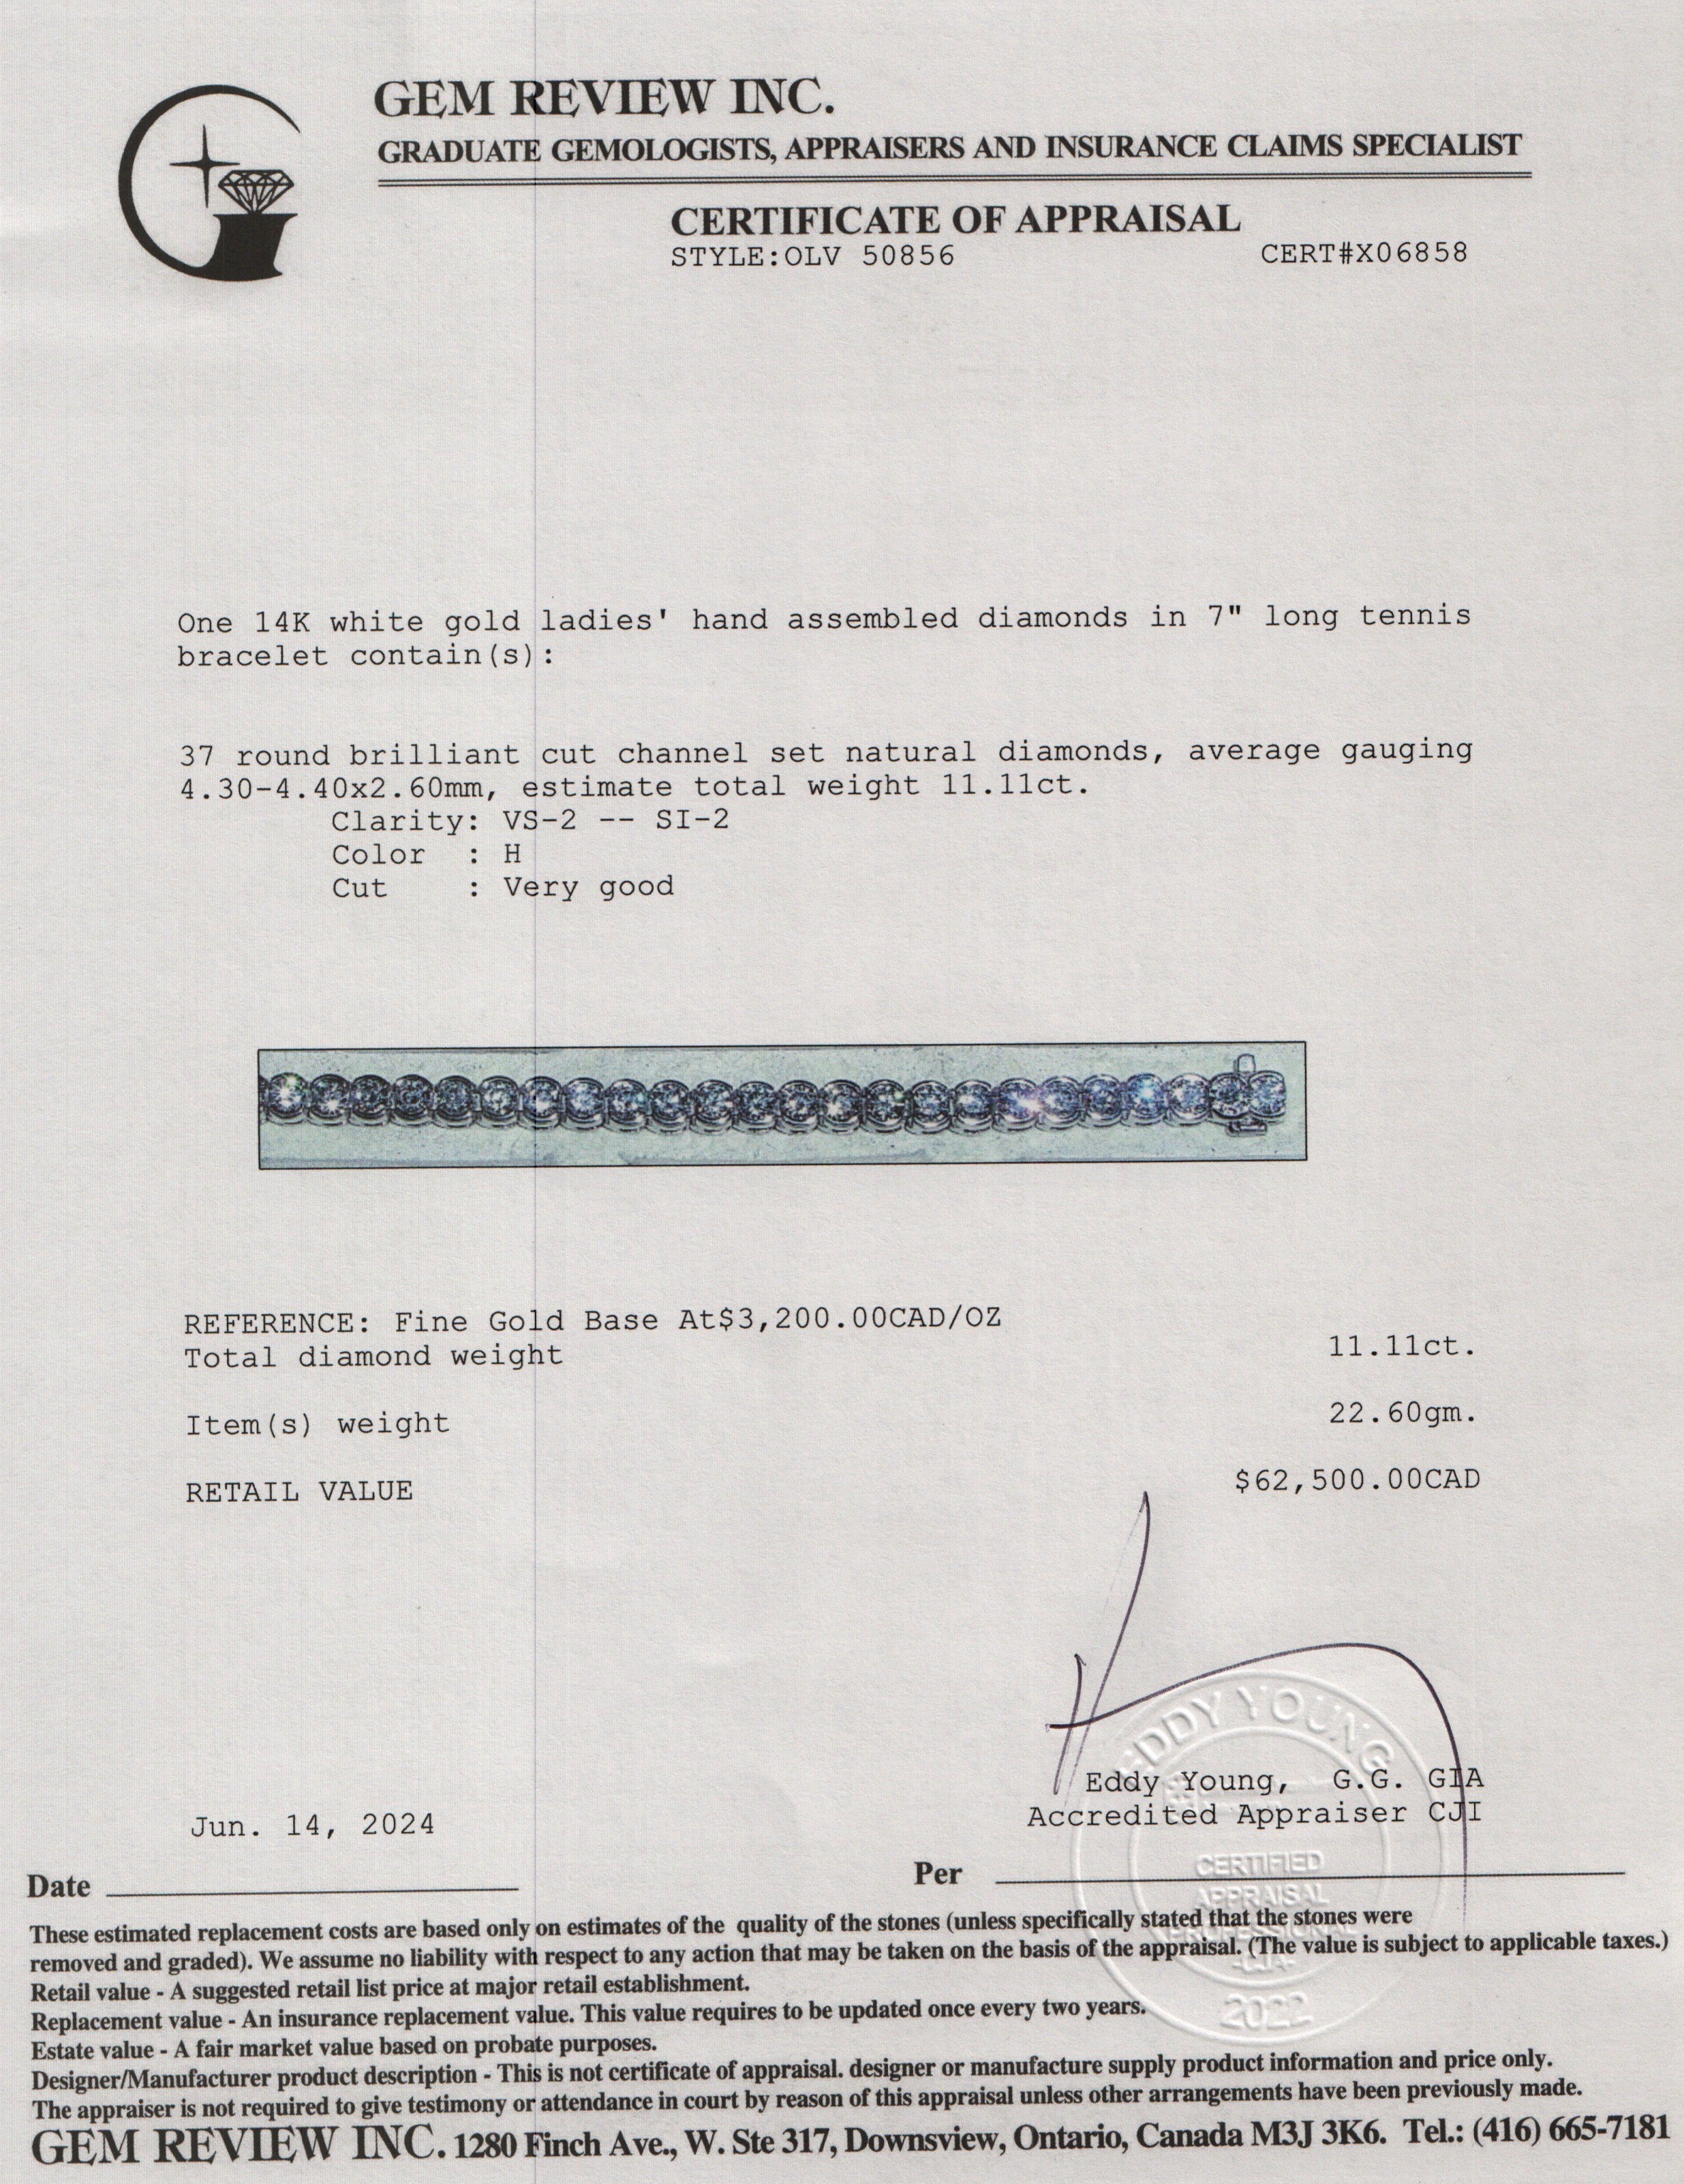 GEM REVIEW INC.
GRADUATE GEMOLOGISTS, APPRAISERS AND INSURANCE CLAIMS SPECIALIST
CERTIFICATE OF APPRAISAL
STYLE:OLV 50856 CERT#X06858
One 14K white gold ladies' hand assembled diamonds in 7" long tennis
bracelet contain(s):
37 round brilliant cut channel set natural diamonds, average gauging
4.30-4.40x2.60mm, estimate total weight 11.11ct.
Clarity: VS-2 -- SI-2
Color : H
Cut : Very good
REFERENCE: Fine Gold Base At$3,200.00CAD/OZ
Total diamond weight 11.11ct.
Item(s) weight 22.60gm.
RETAIL VALUE $62,500.00CAD
EDDY YOUNG
Eddy Young, G.G. GIA
Accredited Appraiser CJI
Jun. 14, 2024
CERTIFIED
APPRAISAL
PROFESSIONAL
-CJA-
2022
Date
Per
These estimated replacement costs are based only on estimates of the quality of the stones (unless specifically stated that the stones were
removed and graded). We assume no liability with respect to any action that may be taken on the basis of the appraisal. (The value is subject to applicable taxes.)
Retail value - A suggested retail list price at major retail establishment.
Replacement value - An insurance replacement value. This value requires to be updated once every two years.
Estate value - A fair market value based on probate purposes.
Designer/Manufacturer product description - This is not certificate of appraisal. designer or manufacture supply product information and price only.
The appraiser is not required to give testimony or attendance in court by reason of this appraisal unless other arrangements have been previously made.
GEM REVIEW INC. 1280 Finch Ave., W. Ste 317, Downsview, Ontario, Canada M3J 3K6. Tel.: (416) 665-7181